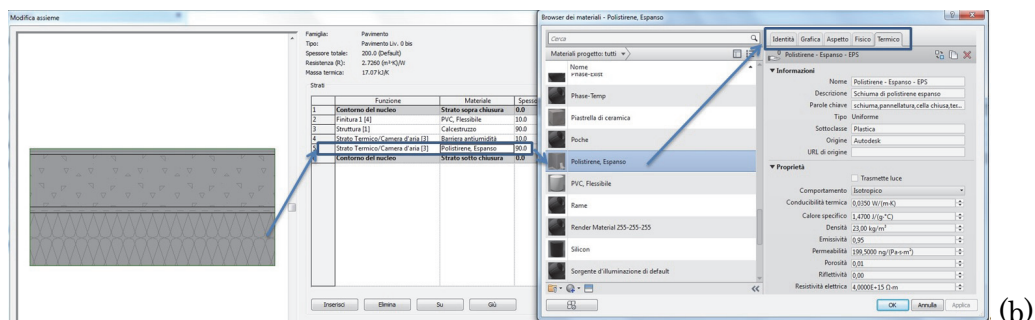 Modifica assieme
Famiglia: Pavimento
Tipo: Pavimento Liv. 0 bis
Spessore totale: 200.0 (Default)
Resistenza (R): 2.7260 (m²·K)/W
Massa termica: 17.07 kJ/K
Strati
Funzione Materiale Spesso
1 Contorno del nucleo Strato sopra chiusura 0.0
2 Finitura 1 [4] PVC, Flessibile 10.0
3 Struttura [1] Calcestruzzo 90.0
4 Strato Termico/Camera d'aria [3] Barriera antiumidità 10.0
5 Strato Termico/Camera d'aria [3] Polistirene, Espanso 90.0
Contorno del nucleo Strato sotto chiusura 0.0
Inserisci Elimina Su Giù
Browser dei materiali - Polistirene, Espanso
Cerca
Materiali progetto: tutti
Nome
Phase-Exist
Phase-Temp
Piastrella di ceramica
Poche
Polistirene, Espanso
PVC, Flessibile
Rame
Render Material 255-255-255
Silicon
Sorgente d'illuminazione di default
Identità Grafica Aspetto Fisico Termico
0 Polistirene - Espanso - EPS
Informazioni
Nome Polistirene - Espanso - EPS
Descrizione Schiuma di polistirene espanso
Parole chiave schiuma,pannellatura,cella chiusa,ter...
Tipo Uniforme
Sottoclasse Plastica
Origine Autodesk
URL di origine
Proprietà
Trasmette luce
Comportamento Isotropico
Conducibilità termica 0,0350 W/(m·K)
Calore specifico 1,4700 J/(g·°C)
Densità 23,00 kg/m³
Emissività 0,95
Permeabilità 199,5000 ng/(Pa·s·m²)
Porosità 0,01
Riflettività 0,00
Resistività elettrica 4,0000E+15 Ω·m
OK Annulla Applica
(b)